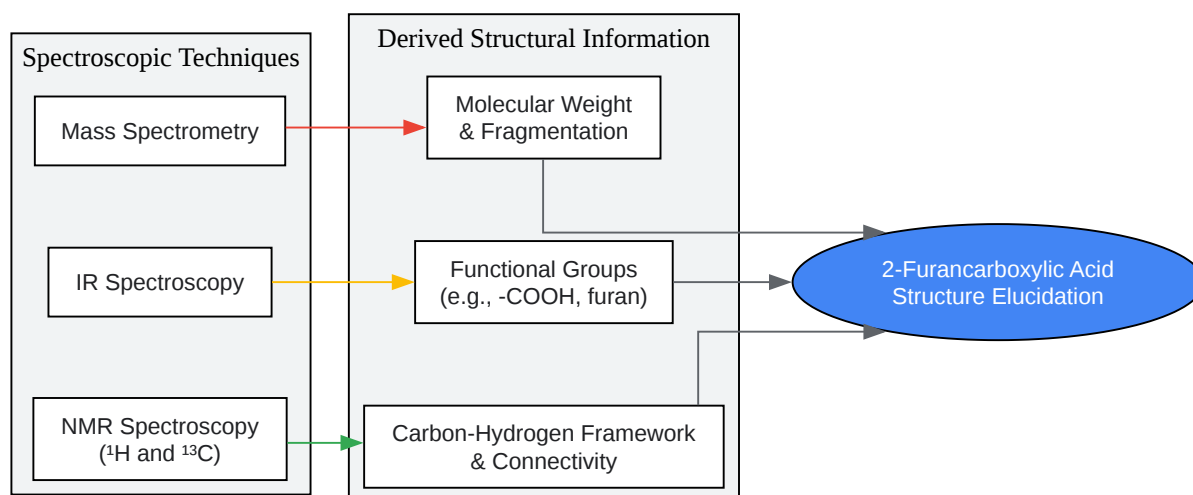 Spectroscopic Techniques
Mass Spectrometry
IR Spectroscopy
NMR Spectroscopy
(¹H and ¹³C)
Derived Structural Information
Molecular Weight
& Fragmentation
Functional Groups
(e.g., -COOH, furan)
Carbon-Hydrogen Framework
& Connectivity
2-Furancarboxylic Acid
Structure Elucidation